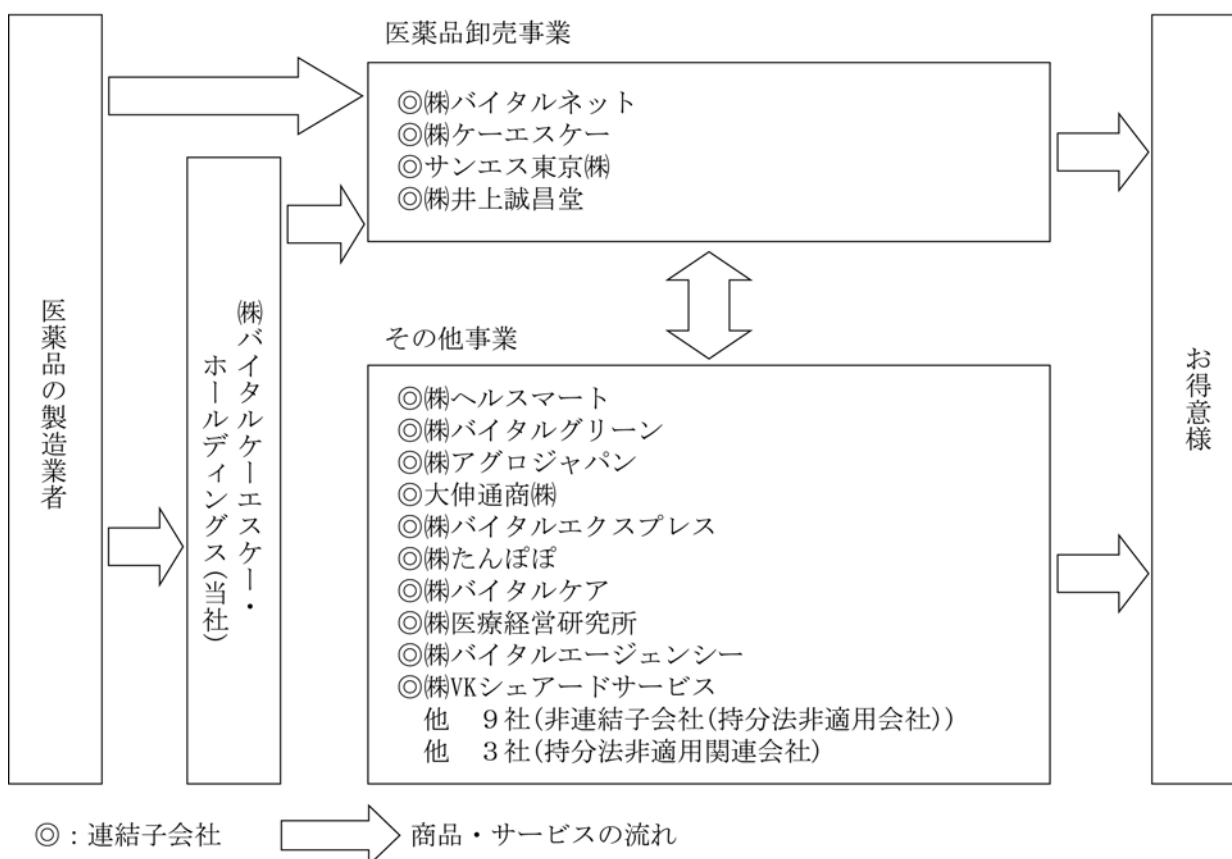 医薬品の製造業者
㈱バイタルケーエスケー・
ホールディングス(当社)
医薬品卸売事業
◎㈱バイタルネット
◎㈱ケーエスケー
◎サンエス東京㈱
◎㈱井上誠昌堂
その他事業
◎㈱ヘルスマート
◎㈱バイタルグリーン
◎㈱アグロジャパン
◎大伸通商㈱
◎㈱バイタルエクスプレス
◎㈱たんぽぽ
◎㈱バイタルケア
◎㈱医療経営研究所
◎㈱バイタルエージェンシー
◎㈱VKシェアードサービス
他 9社(非連結子会社(持分法非適用会社))
他 3社(持分法非適用関連会社)
お得意様
◎：連結子会社 商品・サービスの流れ